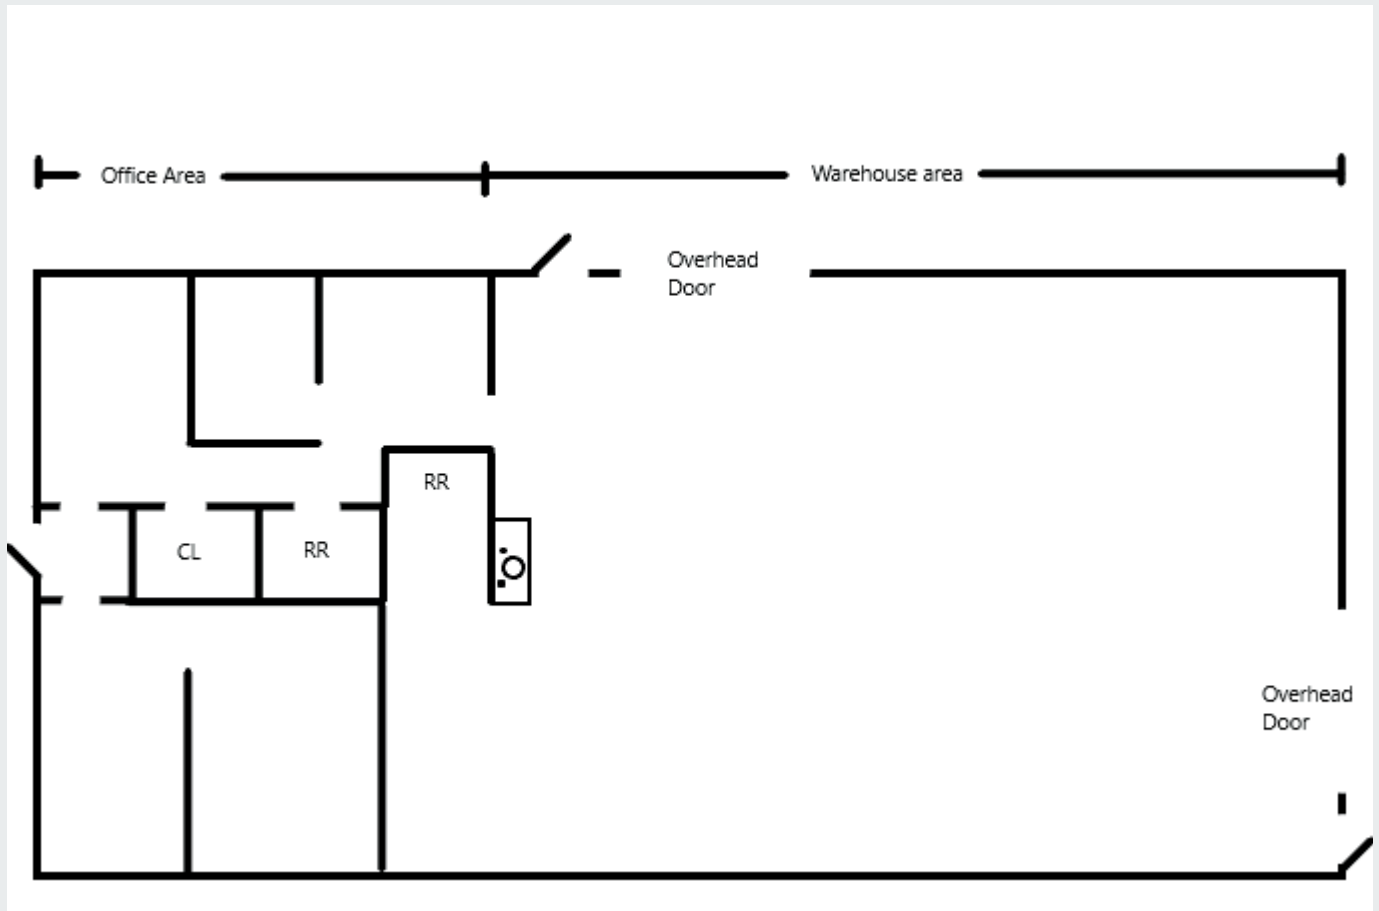 Office Area
Warehouse area
Overhead
Door
RR
CL
RR
Overhead
Door